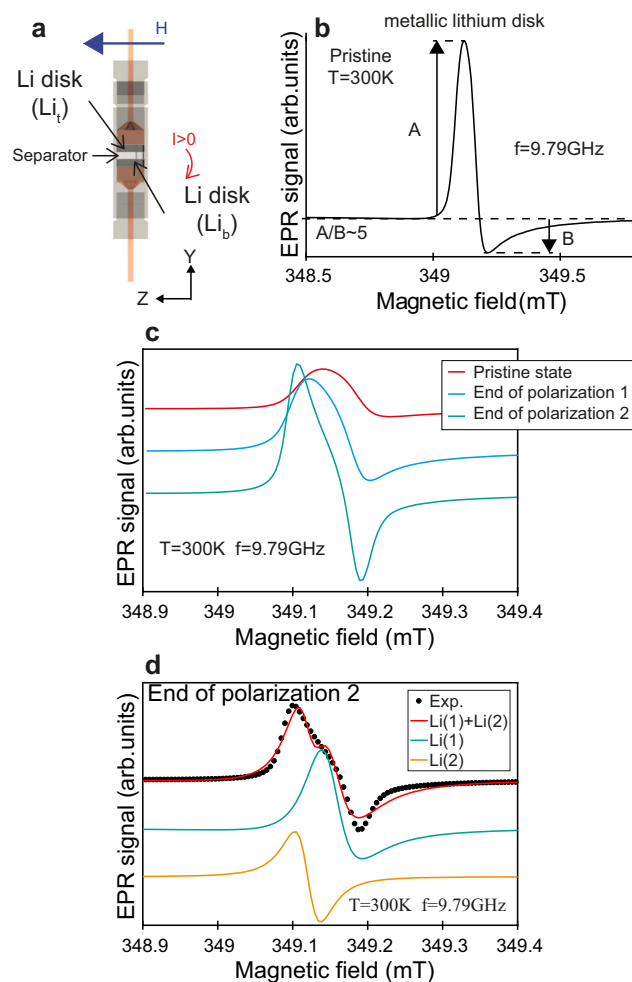 a
H
Li disk
(Li_t)
I>0
Separator
Li disk
(Li_b)
Y
Z
b
metallic lithium disk
EPR signal (arb.units)
Pristine
T=300K
A
f=9.79GHz
A/B~5
B
348.5 349 349.5
Magnetic field (mT)
c
EPR signal (arb.units)
Pristine state
End of polarization 1
End of polarization 2
T=300K f=9.79GHz
348.9 349 349.1 349.2 349.3 349.4
Magnetic field (mT)
d
End of polarization 2
EPR signal (arb.units)
Exp.
Li(1)+Li(2)
Li(1)
Li(2)
T=300K f=9.79GHz
348.9 349 349.1 349.2 349.3 349.4
Magnetic field (mT)